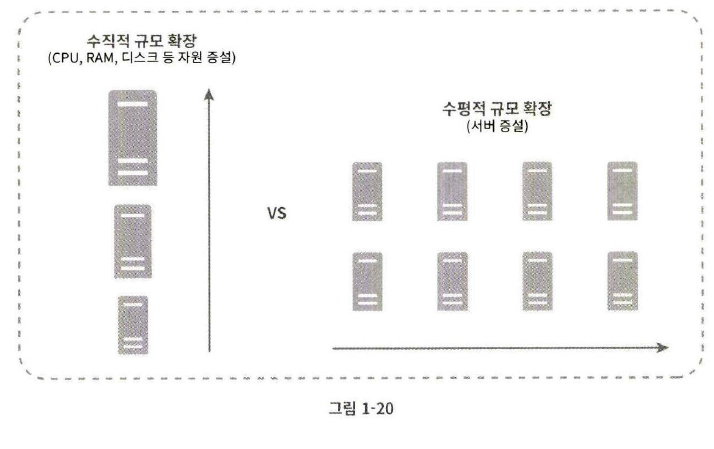 수직적 규모 확장
(CPU, RAM, 디스크 등 자원 증설)
VS
수평적 규모 확장
(서버 증설)
그림 1-20